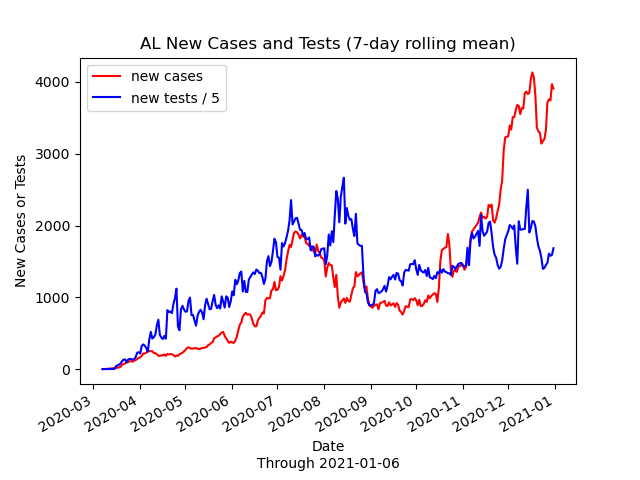 AL New Cases and Tests (7-day rolling mean)
new cases
new tests / 5
New Cases or Tests
4000
3000
2000
1000
0
2020-03
2020-04
2020-05
2020-06
2020-07
2020-08
2020-09
2020-10
2020-11
2020-12
2021-01
Date
Through 2021-01-06